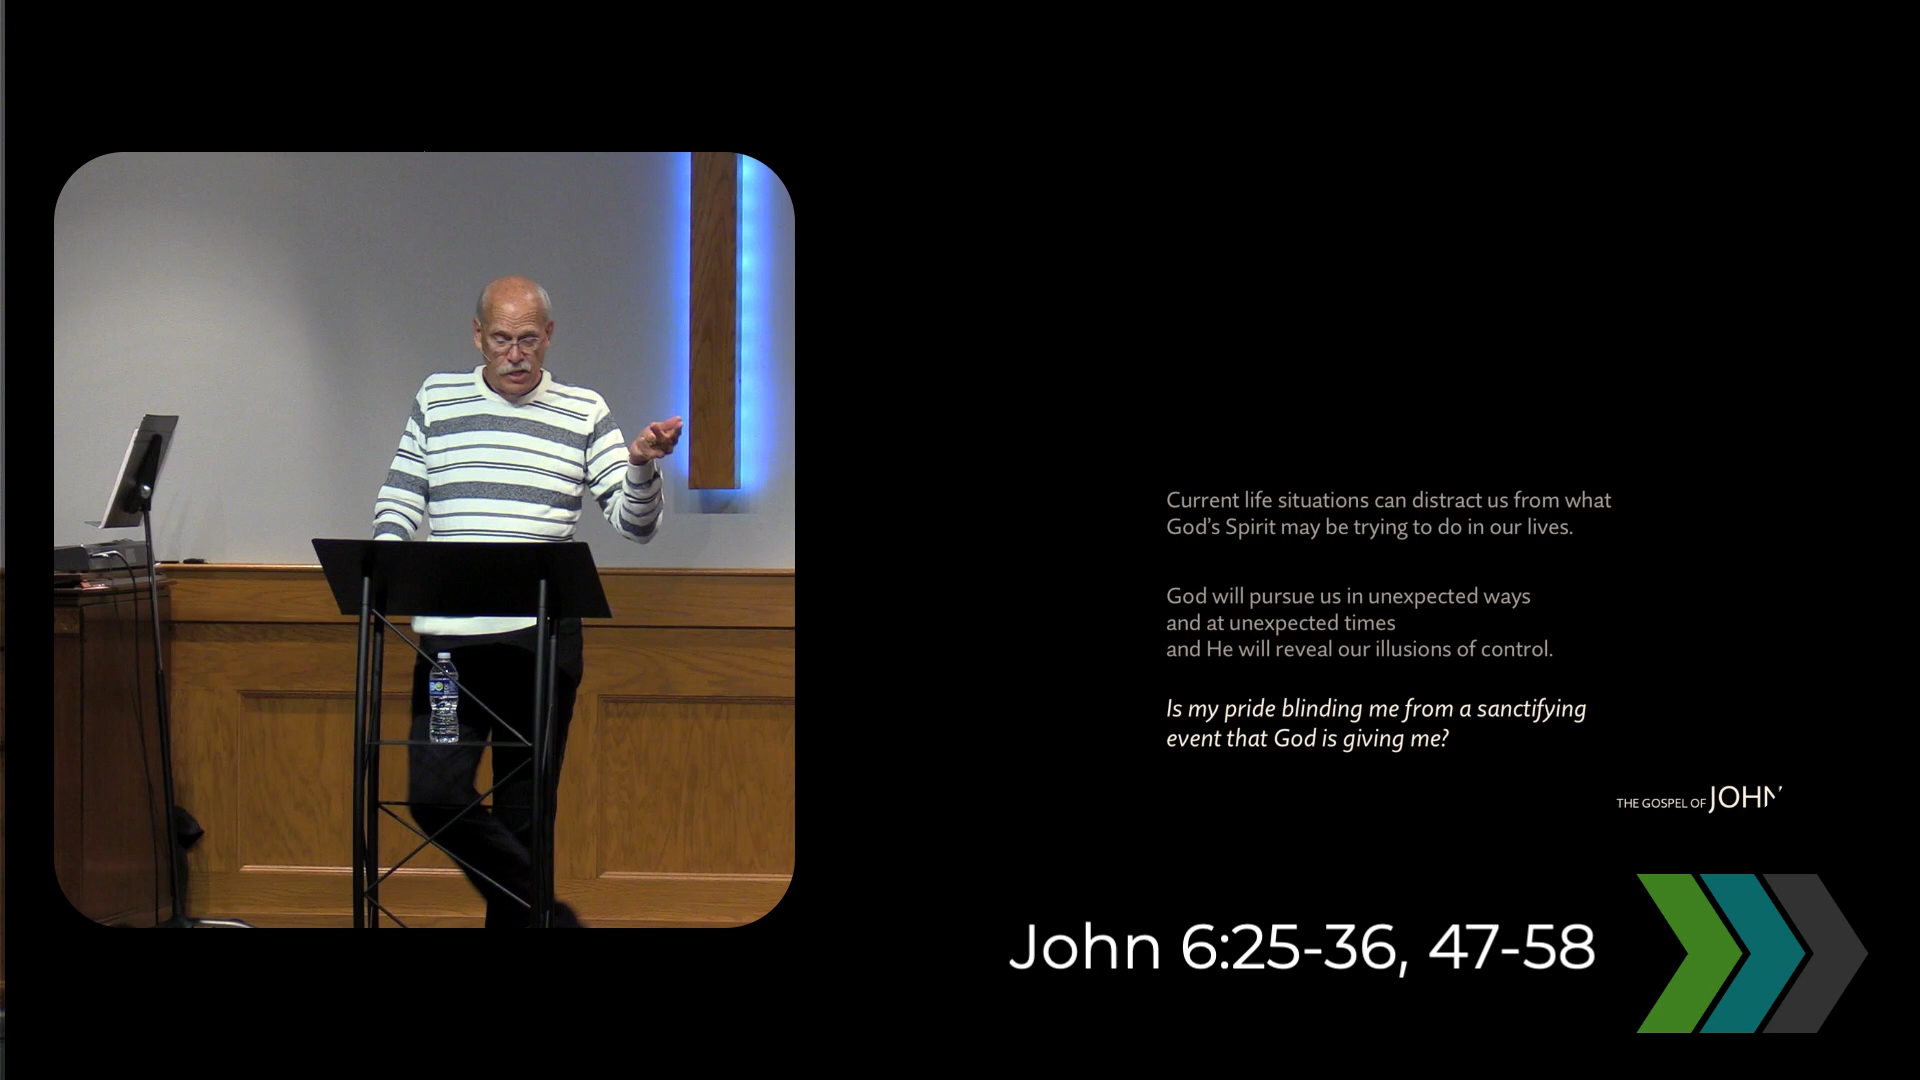 Current life situations can distract us from what
God’s Spirit may be trying to do in our lives.
God will pursue us in unexpected ways
and at unexpected times
and He will reveal our illusions of control.
Is my pride blinding me from a sanctifying
event that God is giving me?
THE GOSPEL OF JOHN
John 6:25-36, 47-58